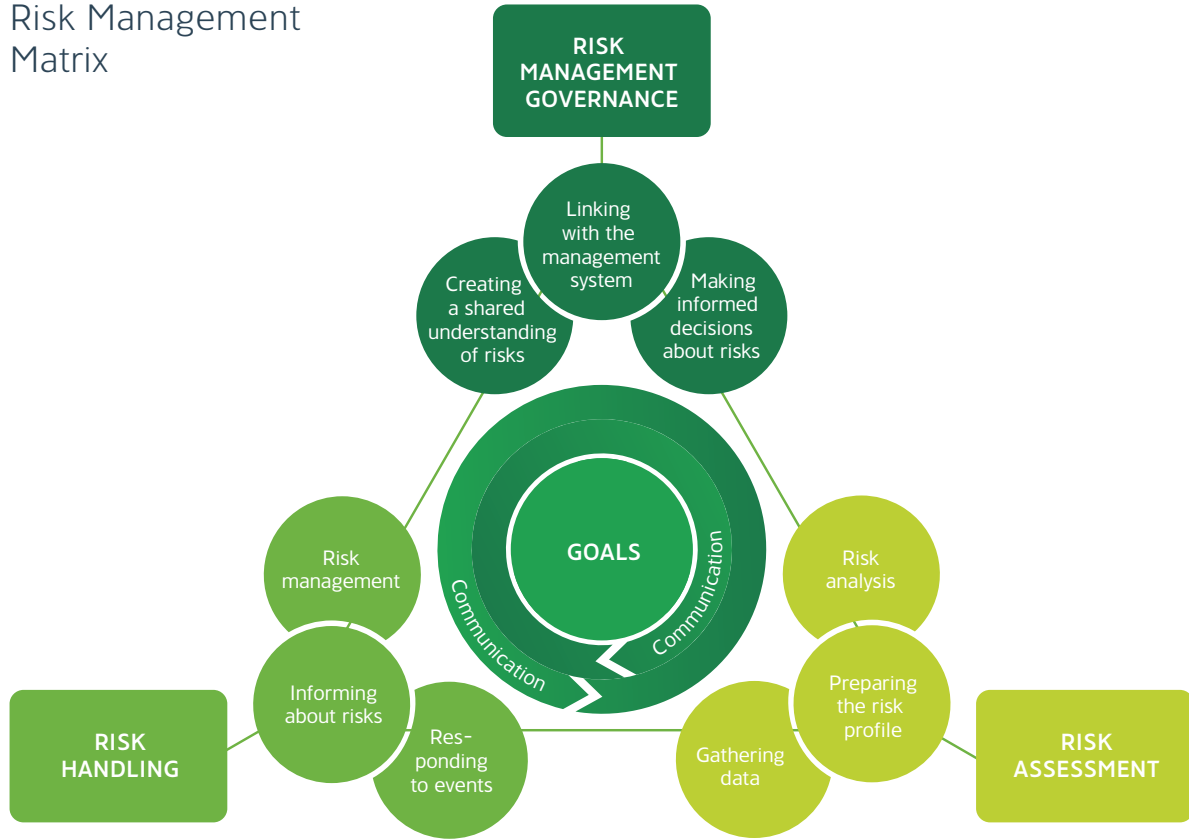 Risk Management
Matrix
RISK
MANAGEMENT
GOVERNANCE
Linking
with the
management
system
Creating
a shared
understanding
of risks
Making
informed
decisions
about risks
GOALS
Communication
Communication
Risk
management
Informing
about risks
Res-
ponding
to events
RISK
HANDLING
Risk
analysis
Preparing
the risk
profile
Gathering
data
RISK
ASSESSMENT